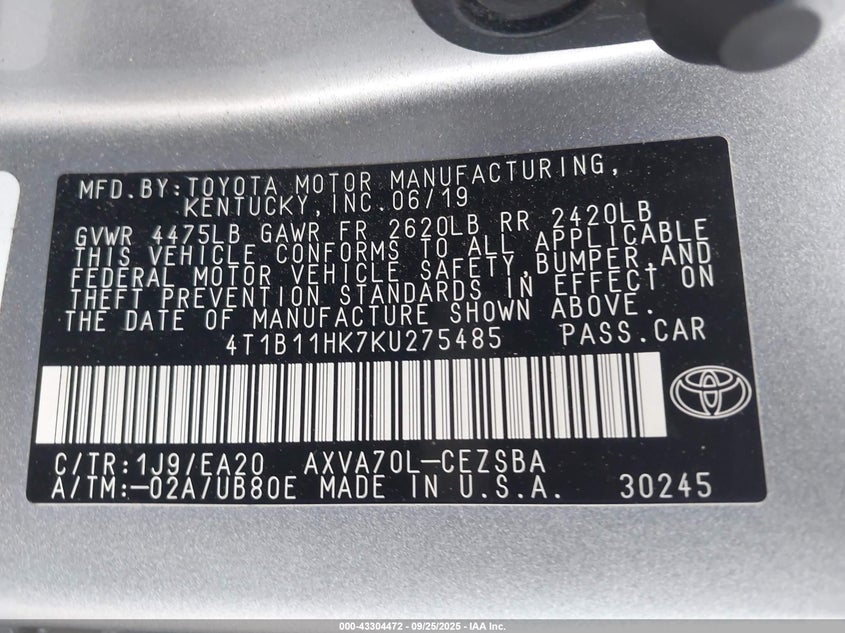 MFD.BY:TOYOTA MOTOR MANUFACTURING,
KENTUCKY,INC.06/19
GVWR 4475LB GAWR FR 2620LB RR 2420LB
THIS VEHICLE CONFORMS TO ALL APPLICABLE
FEDERAL MOTOR VEHICLE SAFETY,BUMPER,AND
THEFT PREVENTION STANDARDS IN EFFECT ON
THE DATE OF MANUFACTURE SHOWN ABOVE.
4T1B11HK7KU275485 PASS.CAR
C/TR:1J9/EA20 AXVA70L-CEZSBA
A/TM:-02A/UB80E MADE IN U.S.A. 30245
000-43304472 - 09/25/2025 - IAA Inc.